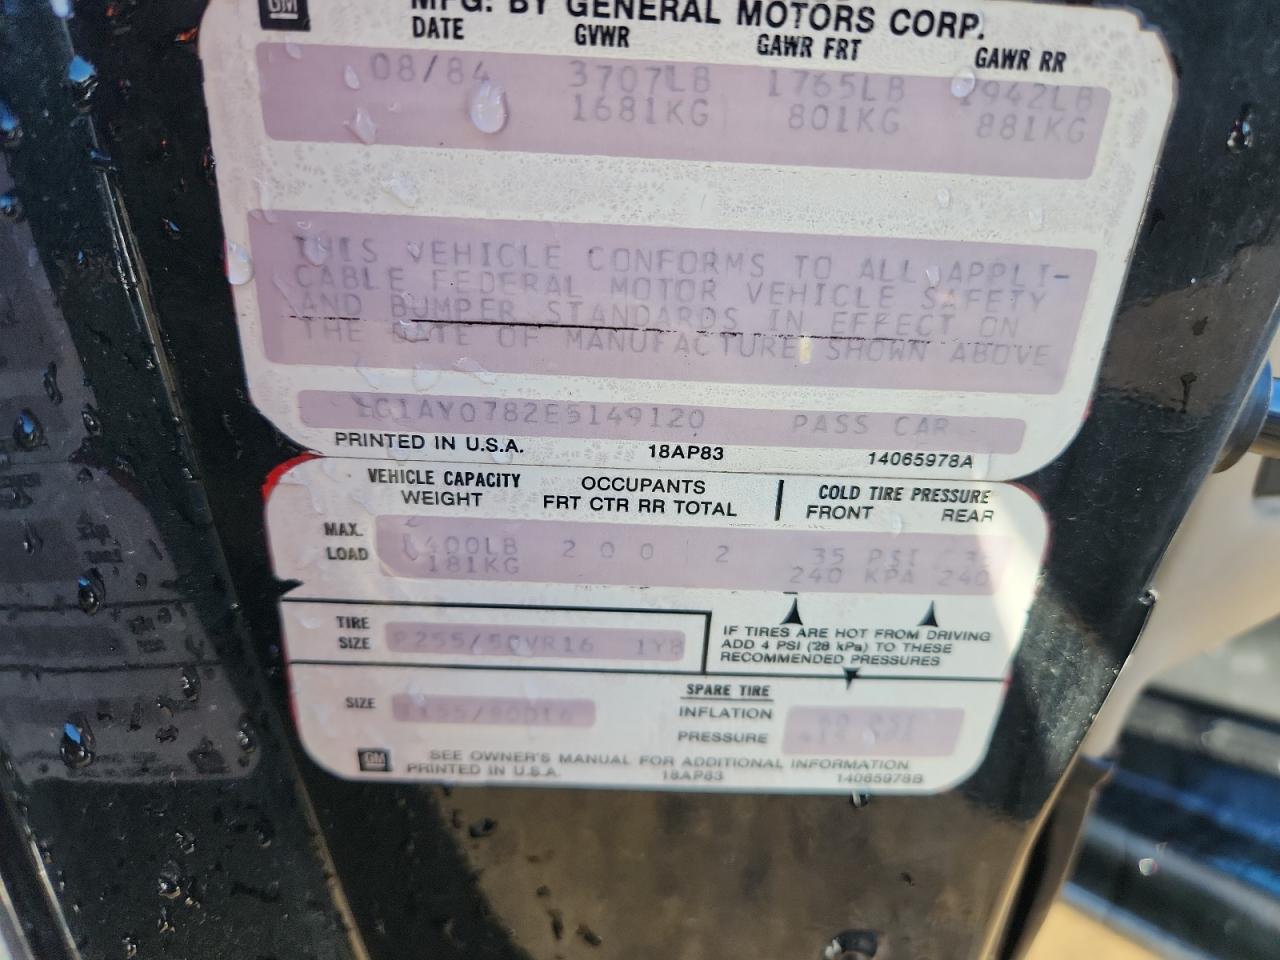 GM
MFG. BY GENERAL MOTORS CORP.
DATE GVWR GAWR FRT GAWR RR
08/84 3707LB 1765LB 1942LB
1681KG 801KG 881KG
THIS VEHICLE CONFORMS TO ALL APPLI-
CABLE FEDERAL MOTOR VEHICLE SAFETY
AND BUMPER STANDARDS IN EFFECT ON
THE DATE OF MANUFACTURE SHOWN ABOVE
1G1AY0782E5149120 PASS CAR
PRINTED IN U.S.A. 18AP83 14065978A
VEHICLE CAPACITY OCCUPANTS COLD TIRE PRESSURE
WEIGHT FRT CTR RR TOTAL FRONT REAR
MAX. LOAD
400LB 2 0 0 2 35 PSI
181KG 240 KPA 240
TIRE SIZE
P255/50VR16
IF TIRES ARE HOT FROM DRIVING
ADD 4 PSI (28 kPa) TO THESE
RECOMMENDED PRESSURES
SPARE TIRE
SIZE INFLATION
PRESSURE
GM SEE OWNER'S MANUAL FOR ADDITIONAL INFORMATION
PRINTED IN U.S.A. 18AP83 14065978B